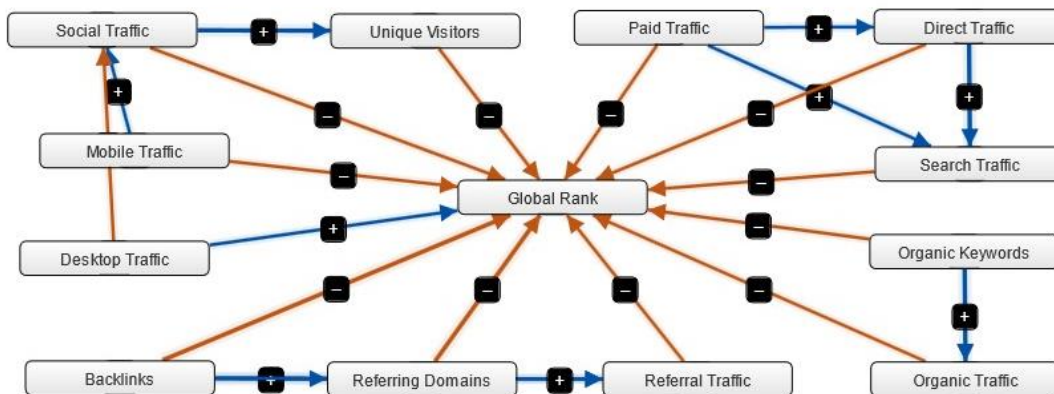 Social Traffic
+
Unique Visitors
Paid Traffic
+
Direct Traffic
+
−
−
−
−
+
+
Mobile Traffic
−
−
Search Traffic
Global Rank
−
Desktop Traffic
+
Organic Keywords
−
−
−
−
+
Backlinks
+
Referring Domains
+
Referral Traffic
Organic Traffic